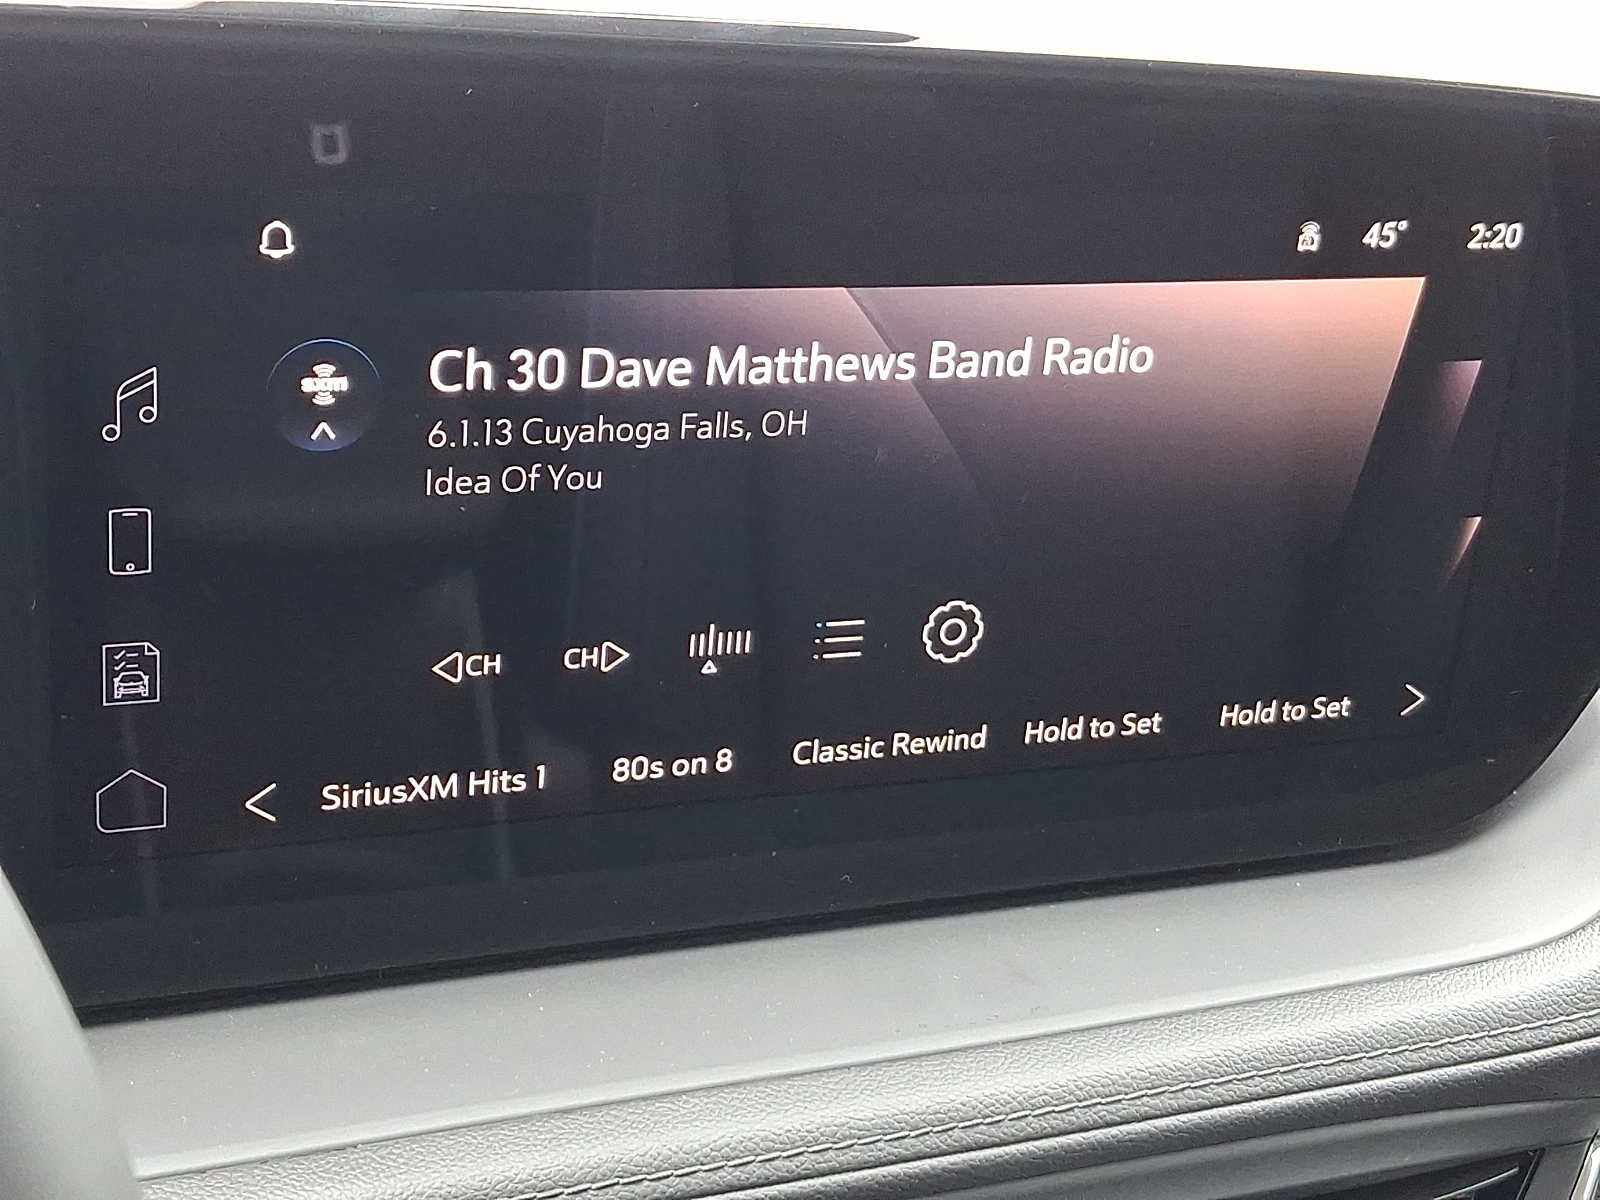 45° 2:20
sxm
Ch 30 Dave Matthews Band Radio
6.1.13 Cuyahoga Falls, OH
Idea Of You
CH CH
SiriusXM Hits 1 80s on 8 Classic Rewind Hold to Set Hold to Set